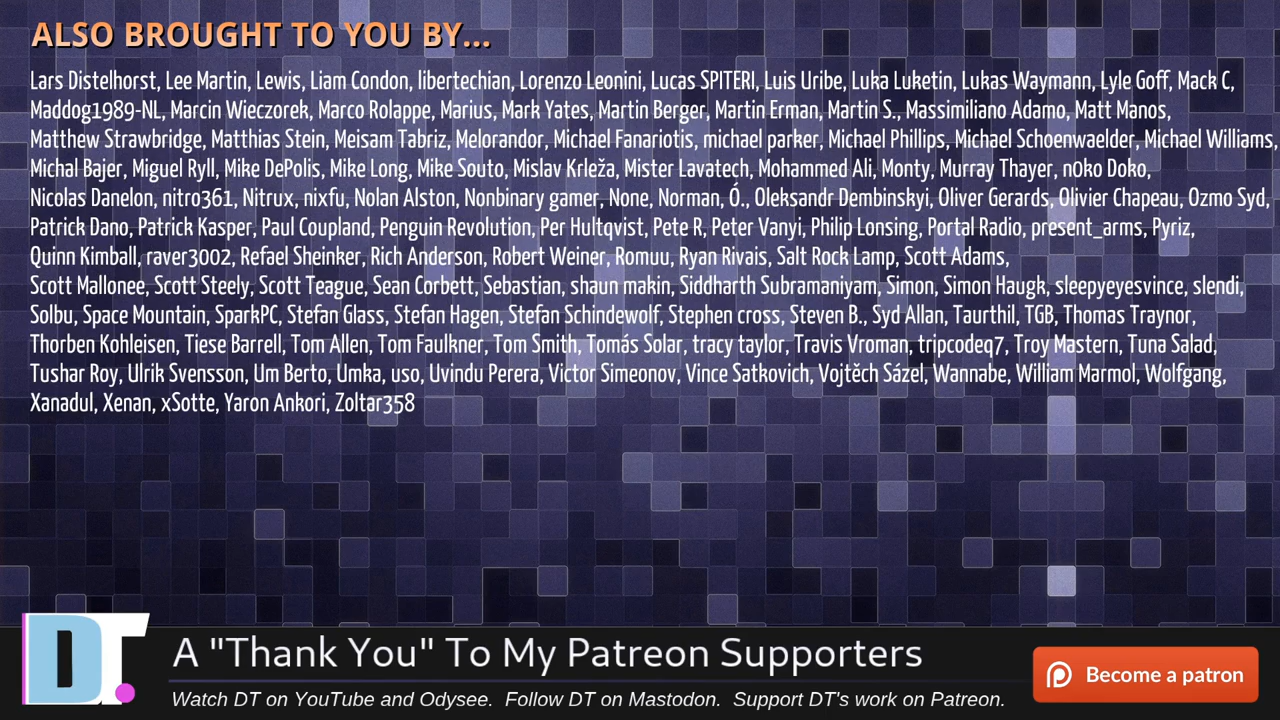 ALSO BROUGHT TO YOU BY...
Lars Distelhorst, Lee Martin, Lewis, Liam Condon, libertechian, Lorenzo Leonini, Lucas SPITERI, Luis Uribe, Luka Luketin, Lukas Waymann, Lyle Goff, Mack C,
Maddog1989-NL, Marcin Wieczorek, Marco Rolappe, Marius, Mark Yates, Martin Berger, Martin Erman, Martin S., Massimiliano Adamo, Matt Manos,
Matthew Strawbridge, Matthias Stein, Meisam Tabriz, Melorandor, Michael Fanariotis, michael parker, Michael Phillips, Michael Schoenwaelder, Michael Williams,
Michal Bajer, Miguel Ryll, Mike DePolis, Mike Long, Mike Souto, Mislav Krleža, Mister Lavatech, Mohammed Ali, Monty, Murray Thayer, n0ko Doko,
Nicolas Danelon, nitro361, Nitrux, nixfu, Nolan Alston, Nonbinary gamer, None, Norman, Ó., Oleksandr Dembinskyi, Oliver Gerards, Olivier Chapeau, Ozmo Syd,
Patrick Dano, Patrick Kasper, Paul Coupland, Penguin Revolution, Per Hultqvist, Pete R, Peter Vanyi, Philip Lonsing, Portal Radio, present_arms, Pyriz,
Quinn Kimball, raver3002, Refael Sheinker, Rich Anderson, Robert Weiner, Romuu, Ryan Rivais, Salt Rock Lamp, Scott Adams,
Scott Mallonee, Scott Steely, Scott Teague, Sean Corbett, Sebastian, shaun makin, Siddharth Subramaniyam, Simon, Simon Haugk, sleepyeyesvince, slendi,
Solbu, Space Mountain, SparkPC, Stefan Glass, Stefan Hagen, Stefan Schindewolf, Stephen cross, Steven B., Syd Allan, Taurthil, TGB, Thomas Traynor,
Thorben Kohleisen, Tiese Barrell, Tom Allen, Tom Faulkner, Tom Smith, Tomás Solar, tracy taylor, Travis Vroman, tripcodeq7, Troy Mastern, Tuna Salad,
Tushar Roy, Ulrik Svensson, Um Berto, Umka, uso, Uvindu Perera, Victor Simeonov, Vince Satkovich, Vojtěch Sázel, Wannabe, William Marmol, Wolfgang,
Xanadul, Xenan, xSotte, Yaron Ankori, Zoltar358
DT
A "Thank You" To My Patreon Supporters
Watch DT on YouTube and Odysee. Follow DT on Mastodon. Support DT's work on Patreon.
Become a patron